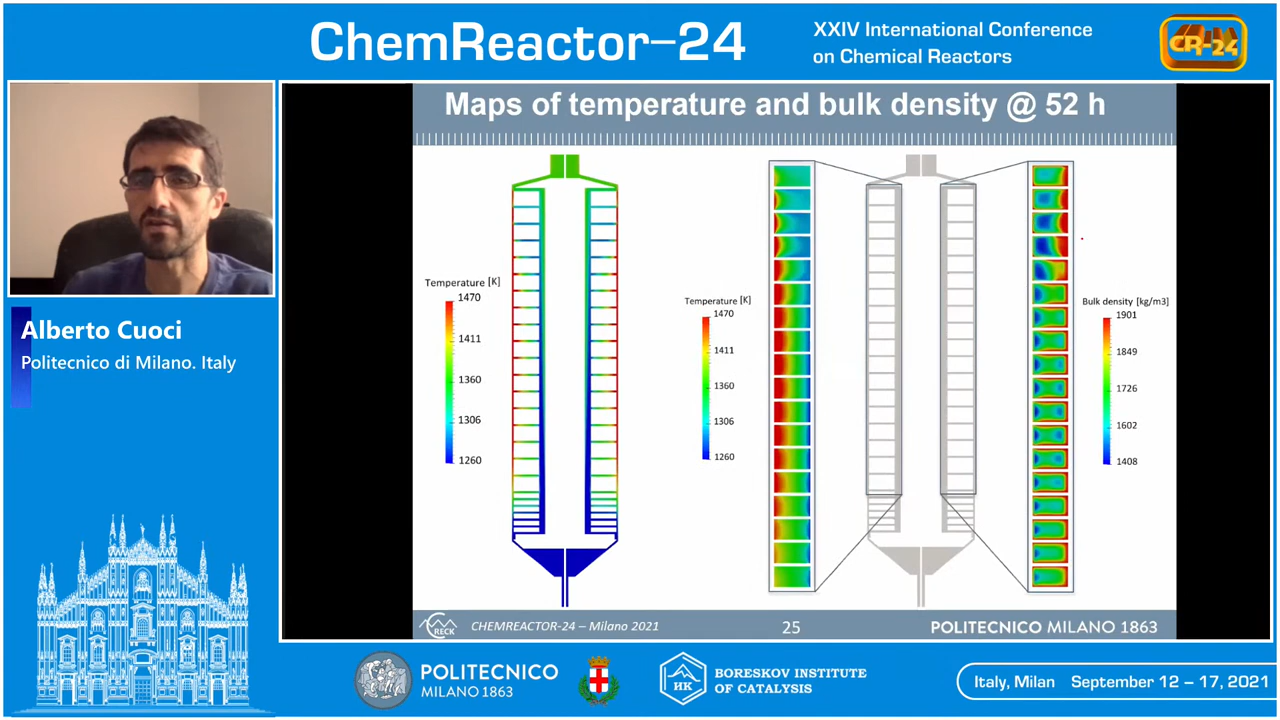 ChemReactor-24
XXIV International Conference
on Chemical Reactors
CR-24
Maps of temperature and bulk density @ 52 h
Temperature [K]
1470
1411
1360
1306
1260
Temperature [K]
1470
1411
1360
1306
1260
Bulk density [kg/m3]
1901
1849
1726
1602
1408
Alberto Cuoci
Politecnico di Milano. Italy
CRECK
CHEMREACTOR-24 – Milano 2021
25
POLITECNICO MILANO 1863
POLITECNICO
MILANO 1863
НК
BORESKOV INSTITUTE
OF CATALYSIS
Italy, Milan September 12 – 17, 2021